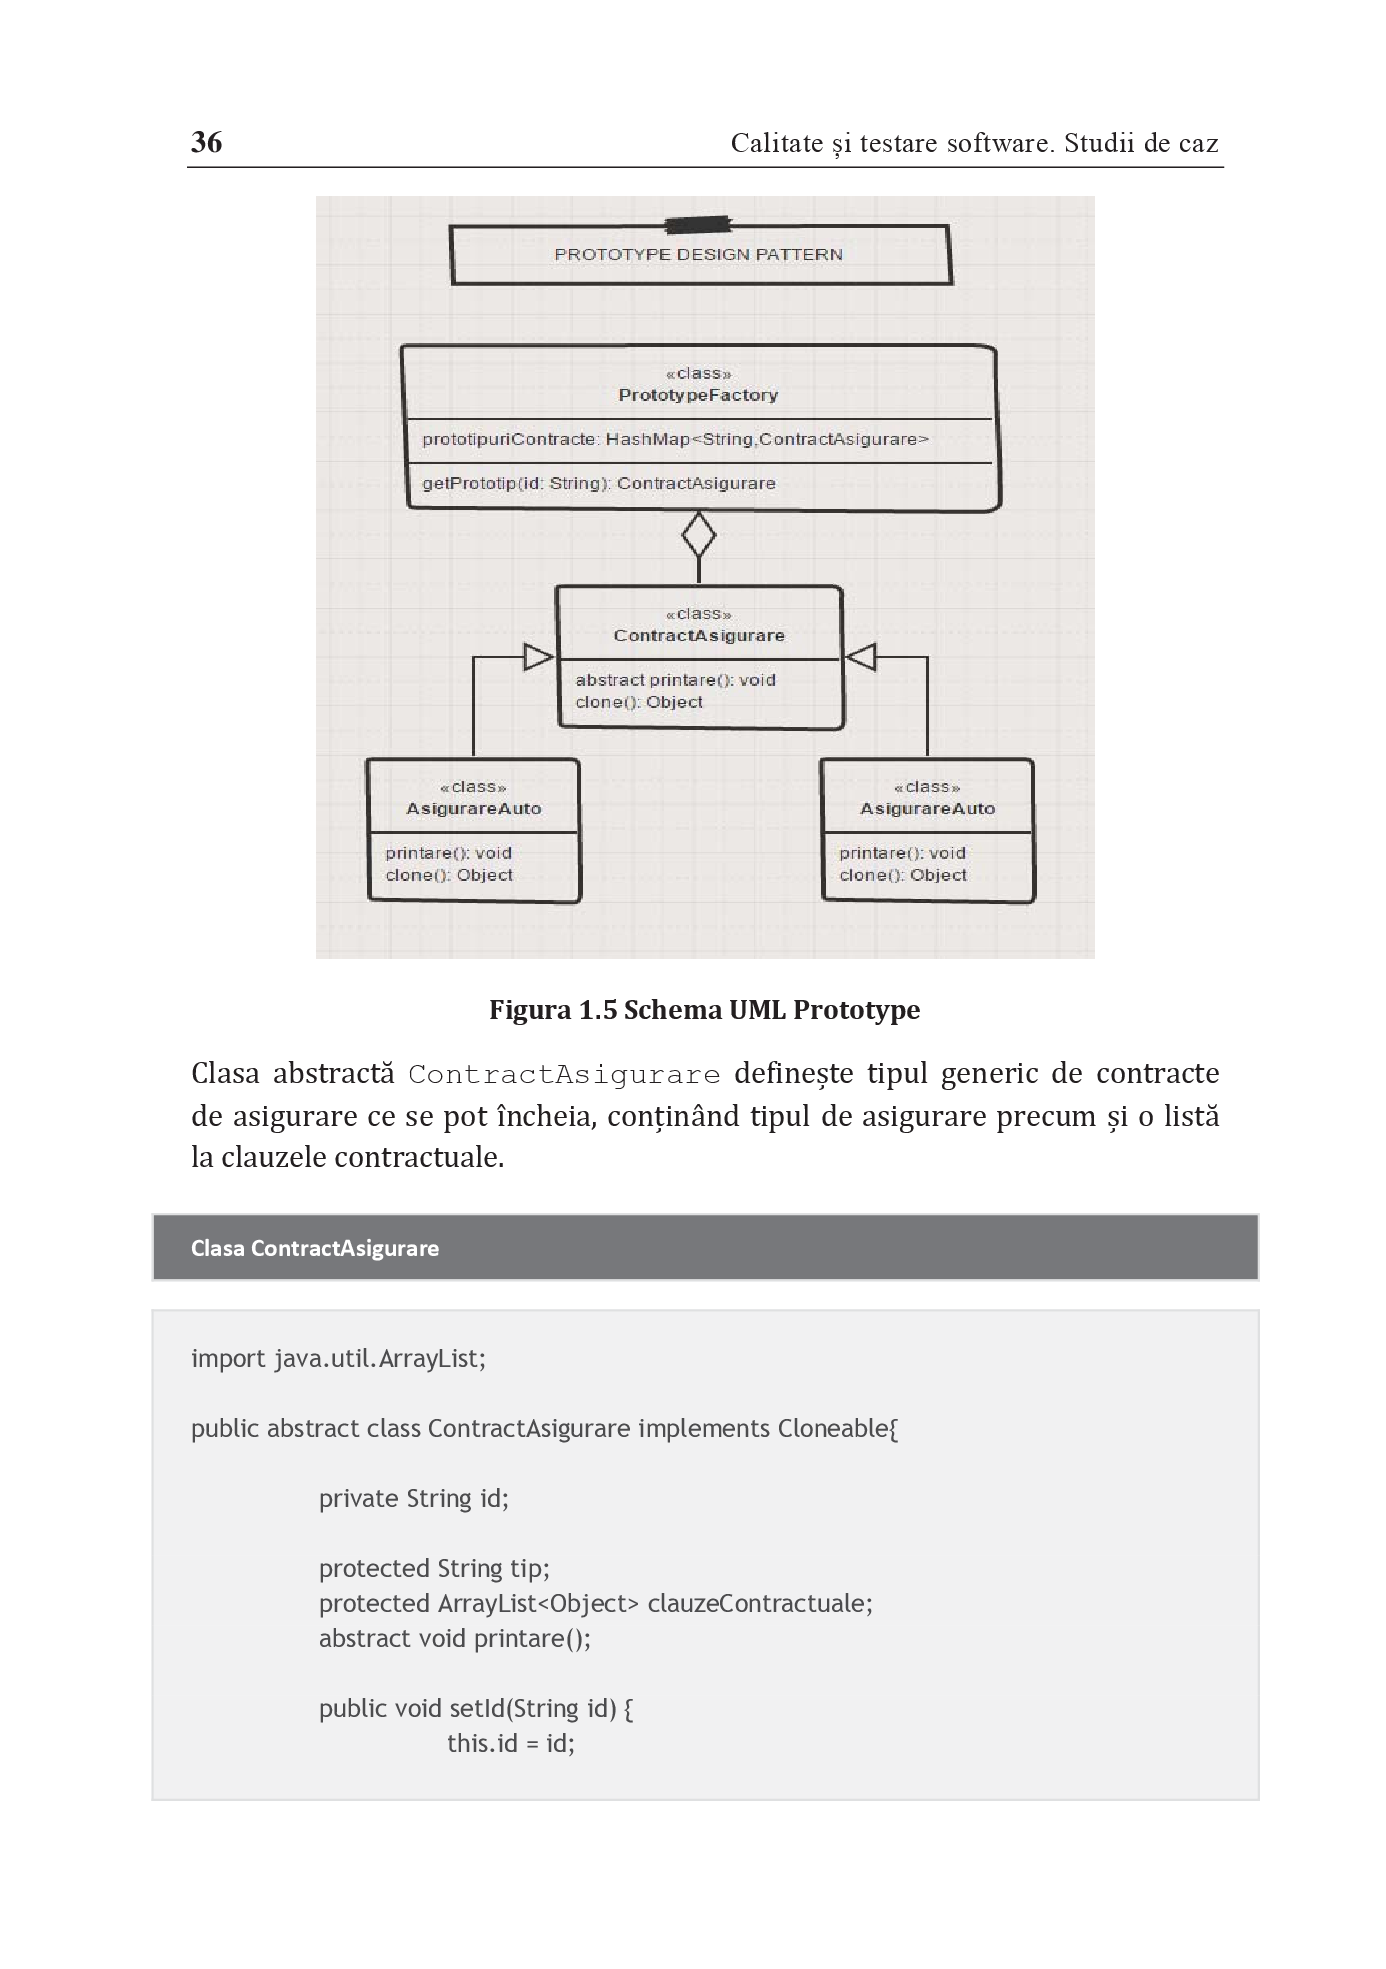 36
Calitate și testare software. Studii de caz
PROTOTYPE DESIGN PATTERN
«class»
PrototypeFactory
prototipuriContracte: HashMap<String,ContractAsigurare>
getPrototip(id: String): ContractAsigurare
«class»
ContractAsigurare
abstract printare(): void
clone(): Object
«class»
AsigurareAuto
printare(): void
clone(): Object
«class»
AsigurareAuto
printare(): void
clone(): Object
Figura 1.5 Schema UML Prototype
Clasa abstractă ContractAsigurare definește tipul generic de contracte
de asigurare ce se pot încheia, conținând tipul de asigurare precum și o listă
la clauzele contractuale.
Clasa ContractAsigurare
import java.util.ArrayList;
public abstract class ContractAsigurare implements Cloneable{
private String id;
protected String tip;
protected ArrayList<Object> clauzeContractuale;
abstract void printare();
public void setId(String id) {
this.id = id;